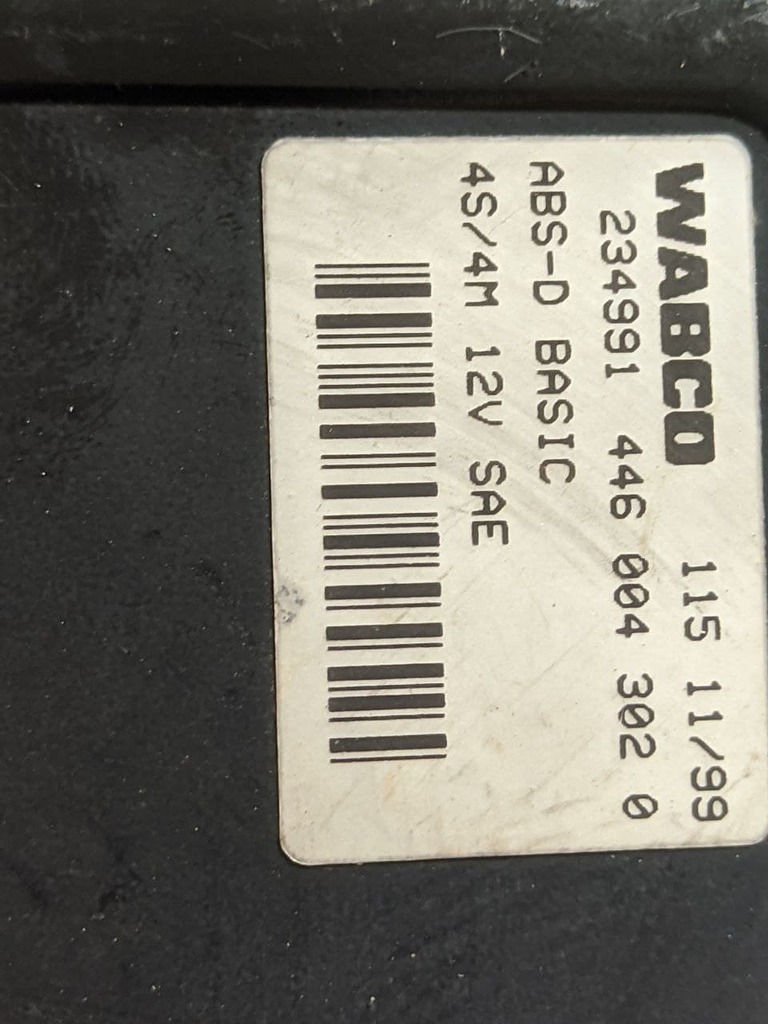 WABCO 115 11/99
234991 446 004 302 0
ABS-D BASIC
4S/4M 12V SAE